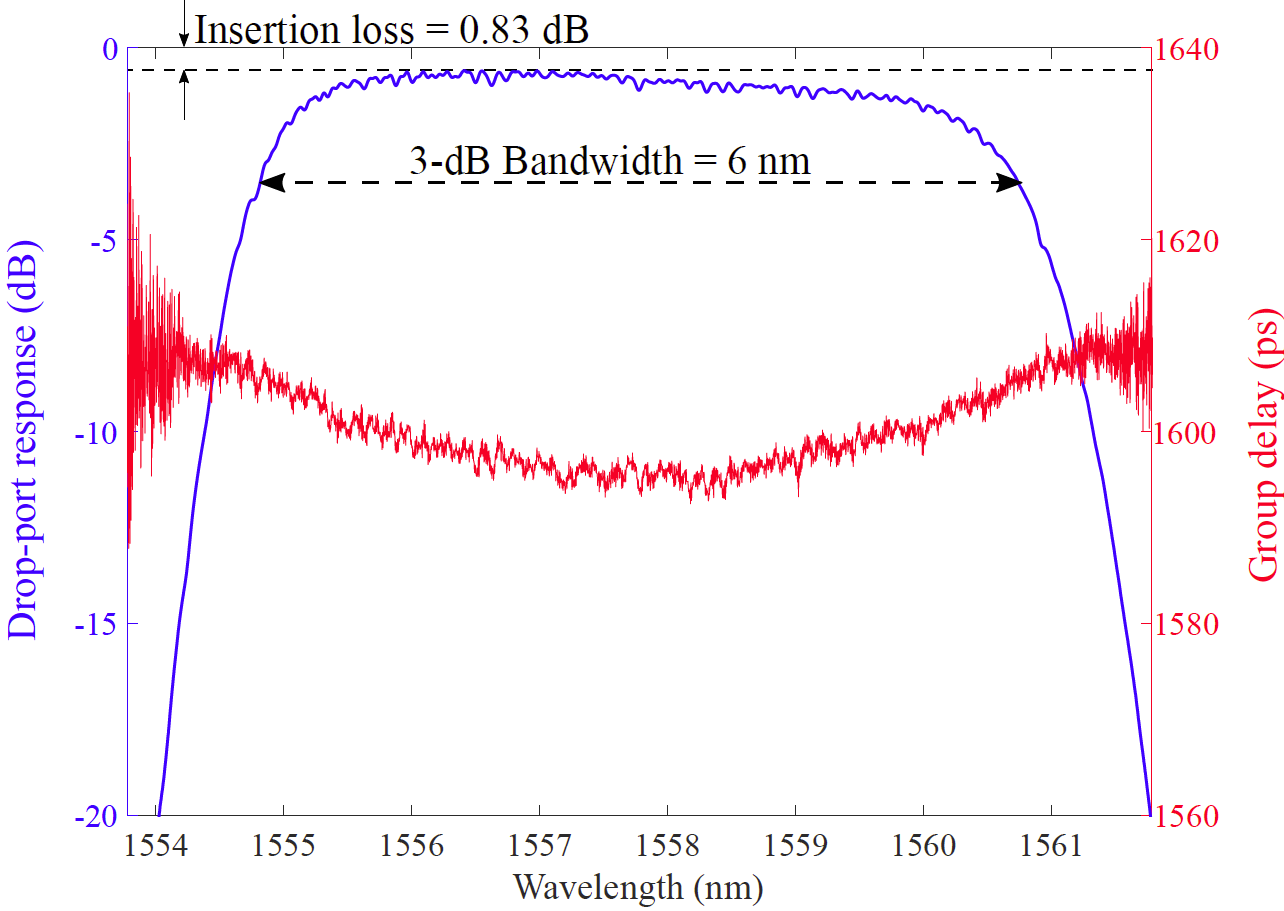 Insertion loss = 0.83 dB
3-dB Bandwidth = 6 nm
Drop-port response (dB)
0
-5
-10
-15
-20
1640
1620
1600
1580
1560
Group delay (ps)
1554 1555 1556 1557 1558 1559 1560 1561
Wavelength (nm)